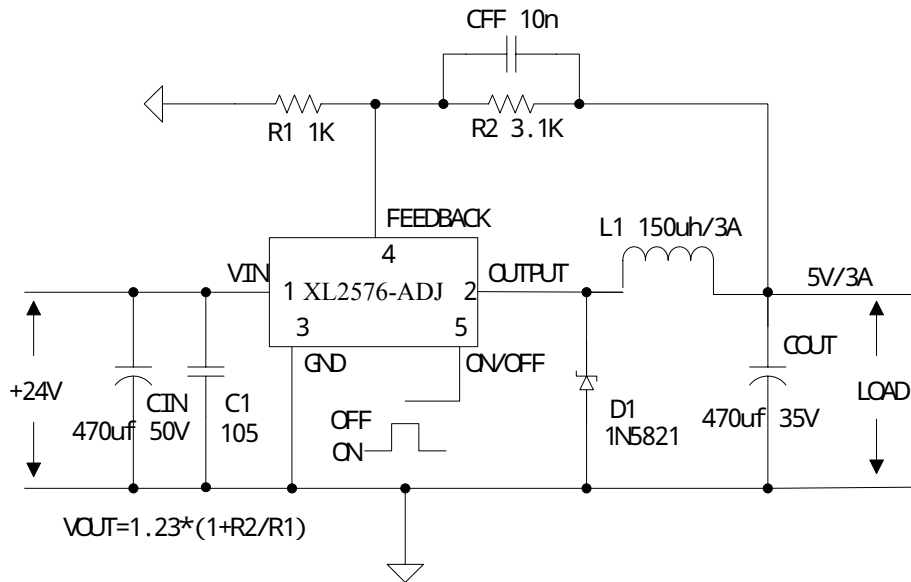 CFF 10n
R1 1K
R2 3.1K
FEEDBACK
L1 150uh/3A
4
VIN
OUTPUT
5V/3A
1 XL2576-ADJ 2
3
5
GND
ON/OFF
COUT
+24V
CIN
C1
OFF
D1
LOAD
470uf 50V
105
ON
1N5821
470uf 35V
VOUT=1.23*(1+R2/R1)